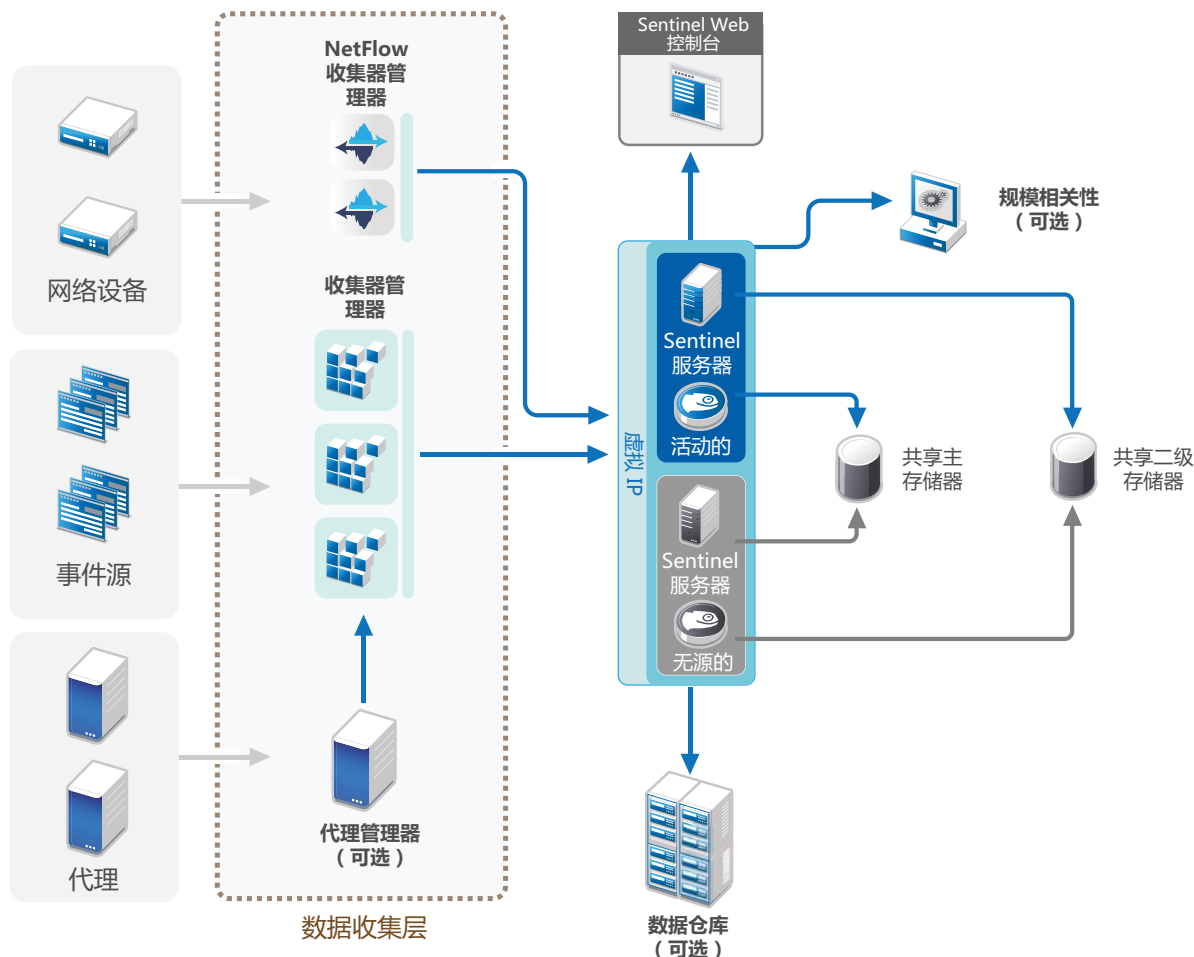 Sentinel Web
控制台
NetFlow
收集器管
理器
网络设备
规模相关性
（可选）
收集器管
理器
事件源
虚拟 IP
Sentinel
服务器
活动的
共享主
存储器
共享二级
存储器
Sentinel
服务器
无源的
代理
代理管理器
（可选）
数据收集层
数据仓库
（可选）